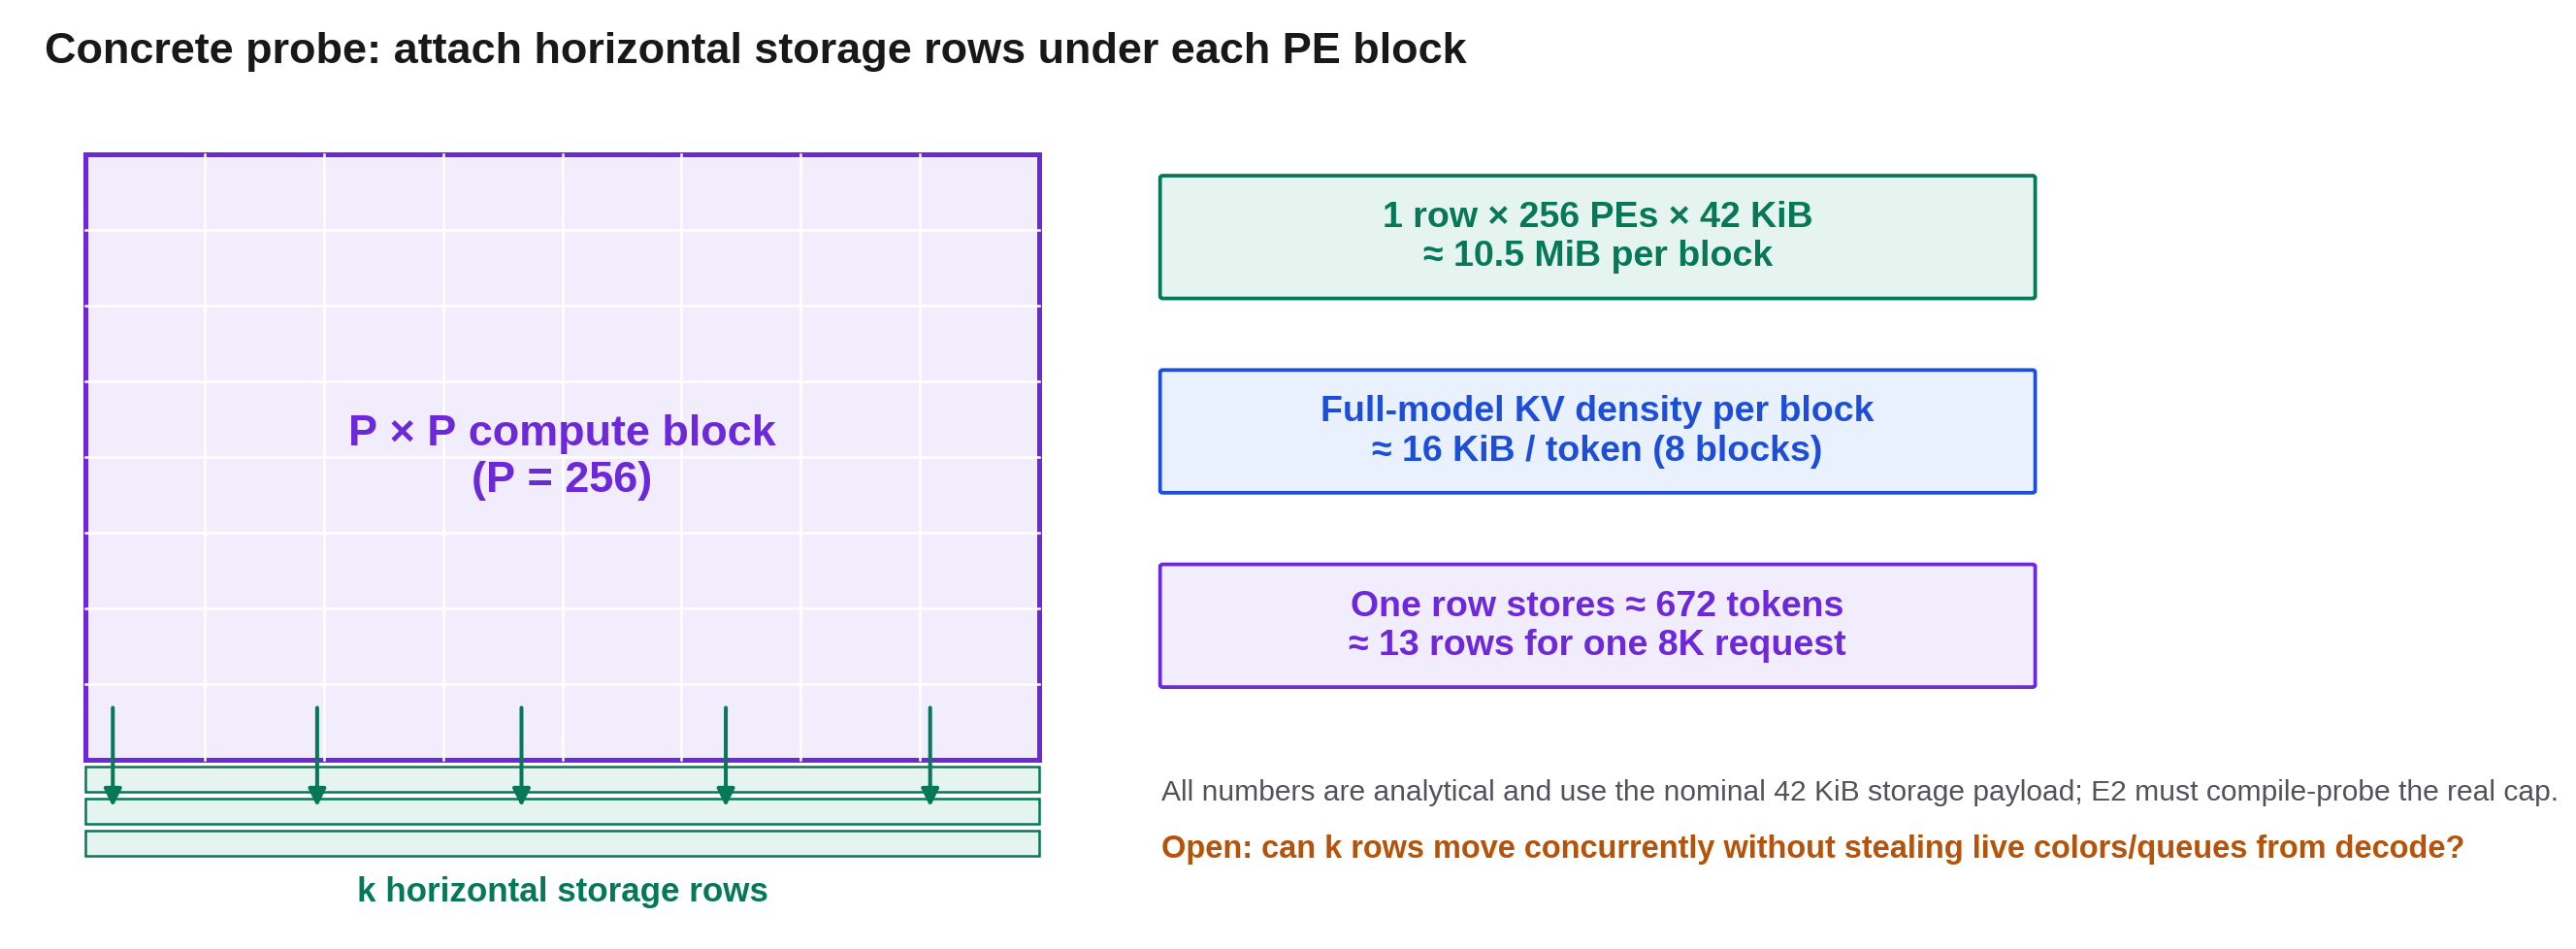 Concrete probe: attach horizontal storage rows under each PE block
P × P compute block
(P = 256)
k horizontal storage rows
1 row × 256 PEs × 42 KiB
≈ 10.5 MiB per block
Full-model KV density per block
≈ 16 KiB / token (8 blocks)
One row stores ≈ 672 tokens
≈ 13 rows for one 8K request
All numbers are analytical and use the nominal 42 KiB storage payload; E2 must compile-probe the real cap.
Open: can k rows move concurrently without stealing live colors/queues from decode?